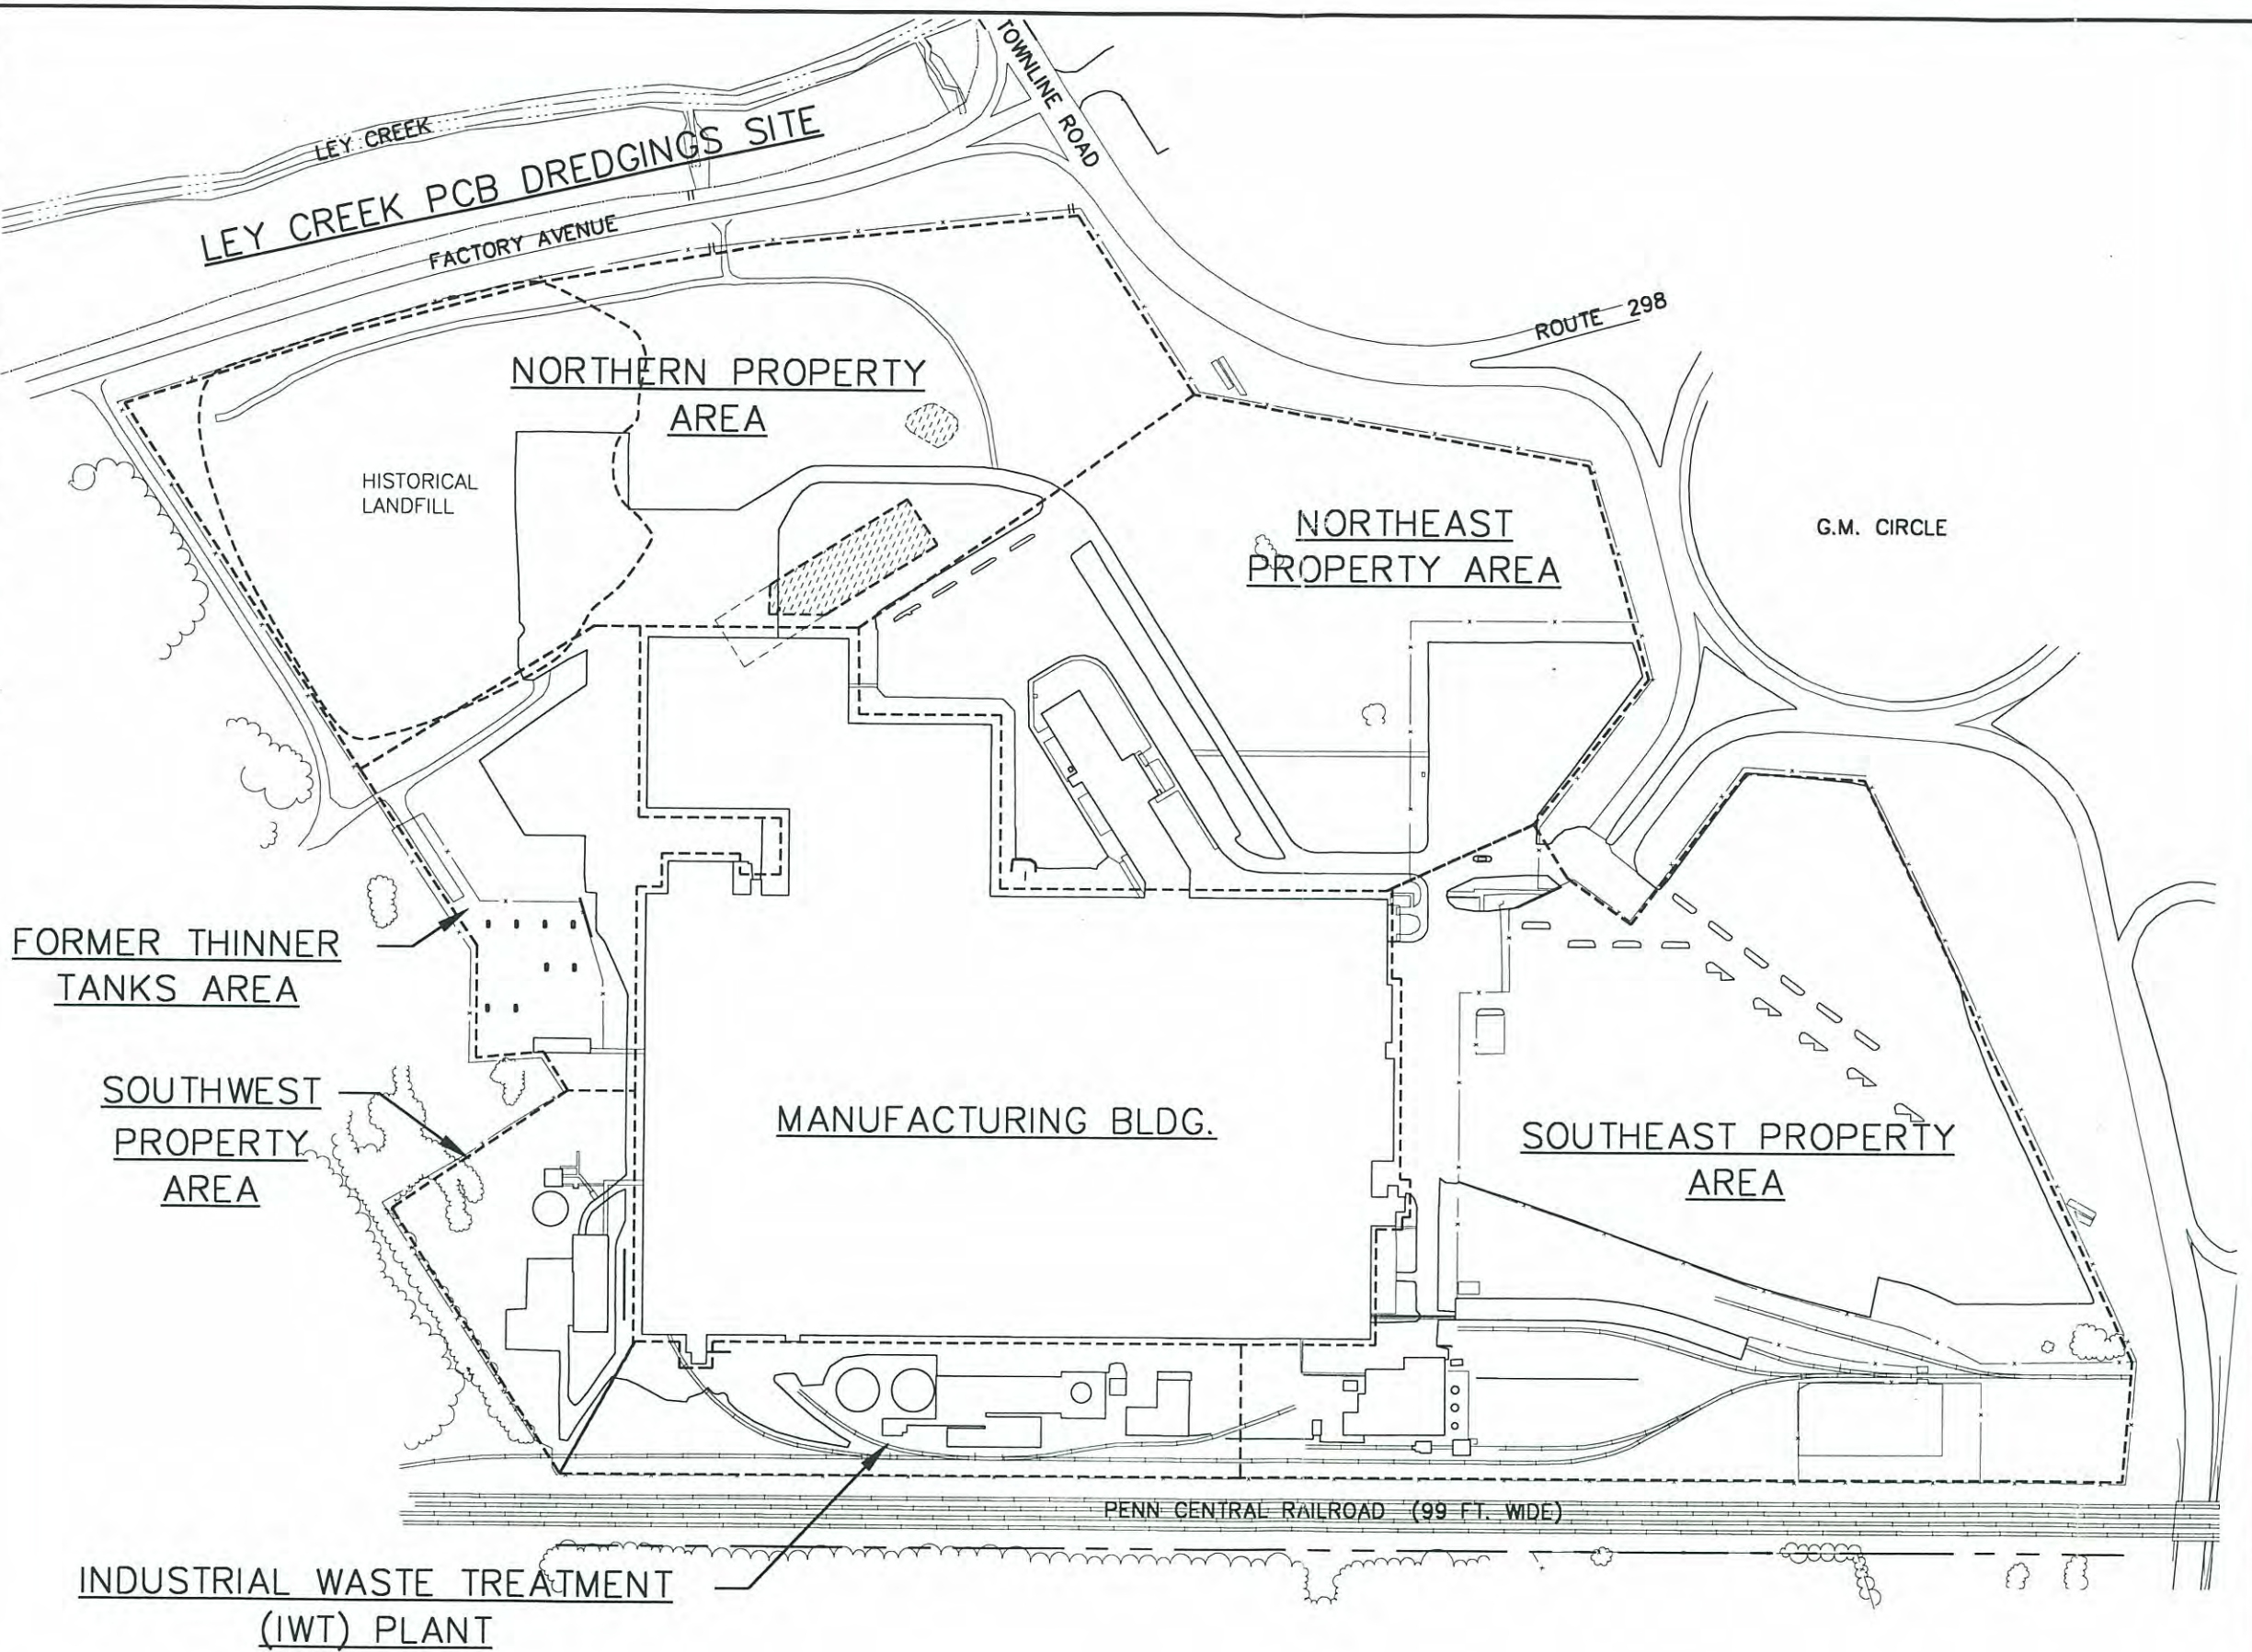 TOWNLINE ROAD
LEY CREEK
LEY CREEK PCB DREDGINGS SITE
FACTORY AVENUE
ROUTE 298
NORTHERN PROPERTY
AREA
HISTORICAL
LANDFILL
NORTHEAST
PROPERTY AREA
G.M. CIRCLE
FORMER THINNER
TANKS AREA
SOUTHWEST
PROPERTY
AREA
MANUFACTURING BLDG.
SOUTHEAST PROPERTY
AREA
PENN CENTRAL RAILROAD (99 FT. WIDE)
INDUSTRIAL WASTE TREATMENT
(IWT) PLANT